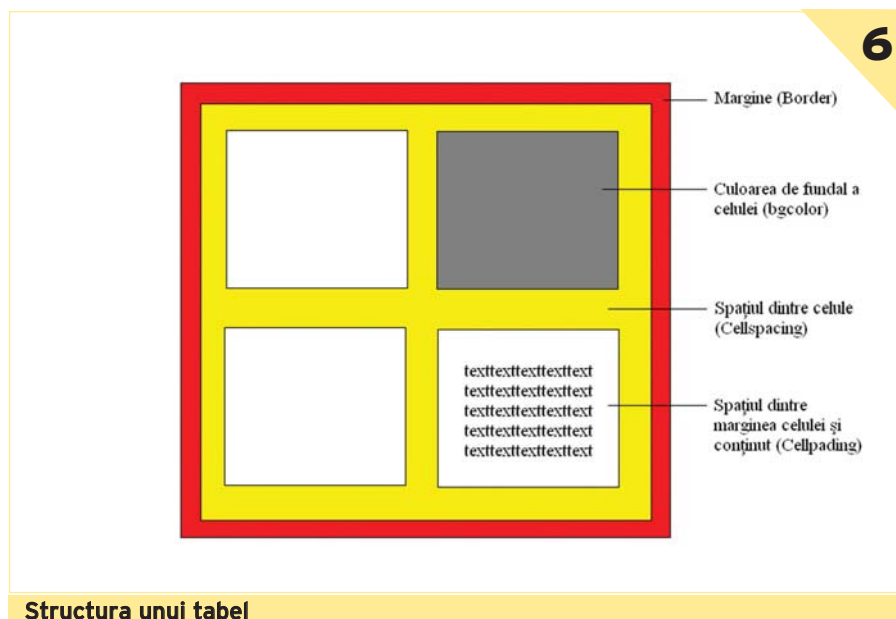 6
Margine (Border)
Culoarea de fundal a
celulei (bgcolor)
Spaţiul dintre celule
(Cellspacing)
texttexttexttexttext
texttexttexttexttext
texttexttexttexttext
texttexttexttexttext
texttexttexttexttext
Spaţiul dintre
marginea celulei şi
conţinut (Cellpading)
Structura unui tabel